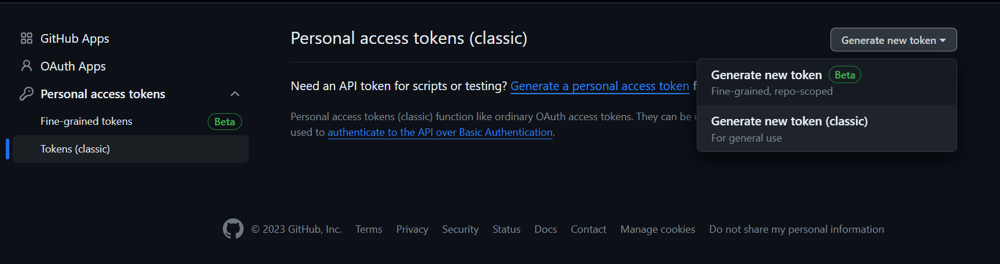 GitHub Apps
OAuth Apps
Personal access tokens
Fine-grained tokens Beta
Tokens (classic)
Personal access tokens (classic)
Generate new token
Need an API token for scripts or testing? Generate a personal access token f
Personal access tokens (classic) function like ordinary OAuth access tokens. They can be
used to authenticate to the API over Basic Authentication.
Generate new token Beta
Fine-grained, repo-scoped
Generate new token (classic)
For general use
© 2023 GitHub, Inc. Terms Privacy Security Status Docs Contact Manage cookies Do not share my personal information